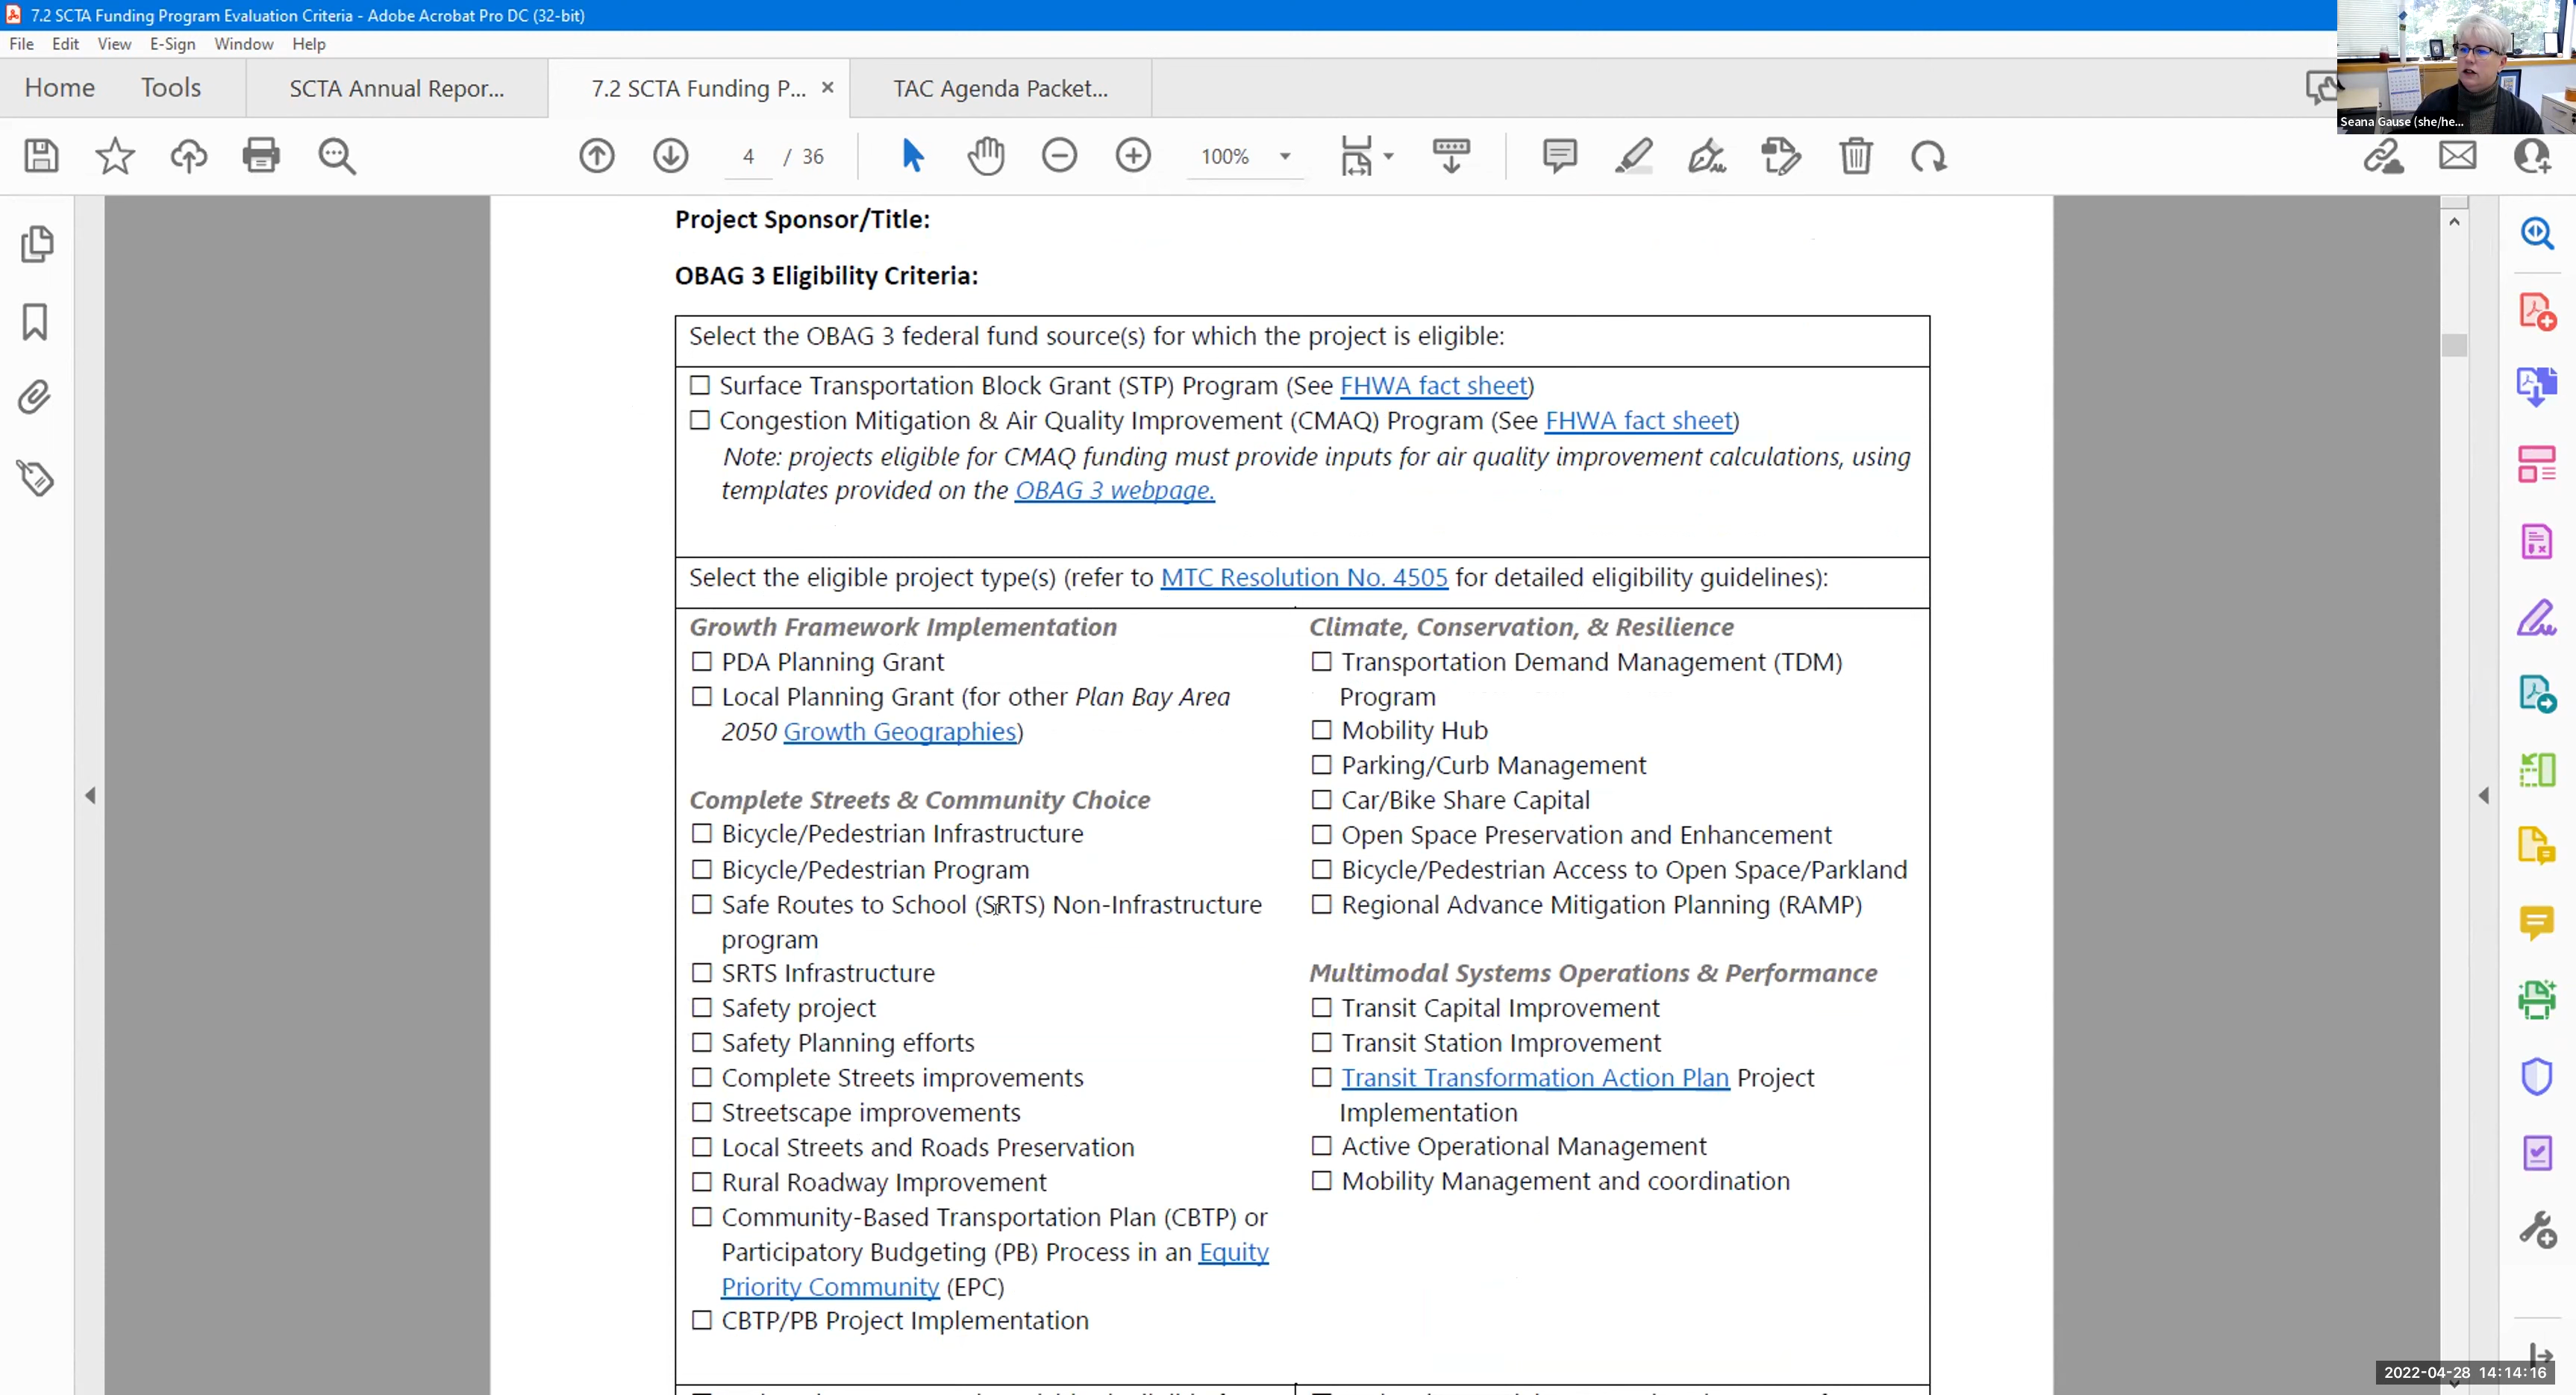 7.2 SCTA Funding Program Evaluation Criteria - Adobe Acrobat Pro DC (32-bit)
File Edit View E-Sign Window Help
Home Tools SCTA Annual Repor... 7.2 SCTA Funding P... × TAC Agenda Packet...
Seana Gause (she/he...
4 / 36 100%
Project Sponsor/Title:
OBAG 3 Eligibility Criteria:
Select the OBAG 3 federal fund source(s) for which the project is eligible:
☐ Surface Transportation Block Grant (STP) Program (See FHWA fact sheet)
☐ Congestion Mitigation & Air Quality Improvement (CMAQ) Program (See FHWA fact sheet)
Note: projects eligible for CMAQ funding must provide inputs for air quality improvement calculations, using
templates provided on the OBAG 3 webpage.
Select the eligible project type(s) (refer to MTC Resolution No. 4505 for detailed eligibility guidelines):
Growth Framework Implementation
☐ PDA Planning Grant
☐ Local Planning Grant (for other Plan Bay Area
2050 Growth Geographies)
Complete Streets & Community Choice
☐ Bicycle/Pedestrian Infrastructure
☐ Bicycle/Pedestrian Program
☐ Safe Routes to School (SRTS) Non-Infrastructure
program
☐ SRTS Infrastructure
☐ Safety project
☐ Safety Planning efforts
☐ Complete Streets improvements
☐ Streetscape improvements
☐ Local Streets and Roads Preservation
☐ Rural Roadway Improvement
☐ Community-Based Transportation Plan (CBTP) or
Participatory Budgeting (PB) Process in an Equity
Priority Community (EPC)
☐ CBTP/PB Project Implementation
Climate, Conservation, & Resilience
☐ Transportation Demand Management (TDM)
Program
☐ Mobility Hub
☐ Parking/Curb Management
☐ Car/Bike Share Capital
☐ Open Space Preservation and Enhancement
☐ Bicycle/Pedestrian Access to Open Space/Parkland
☐ Regional Advance Mitigation Planning (RAMP)
Multimodal Systems Operations & Performance
☐ Transit Capital Improvement
☐ Transit Station Improvement
☐ Transit Transformation Action Plan Project
Implementation
☐ Active Operational Management
☐ Mobility Management and coordination
2022-04-28 14:14:16